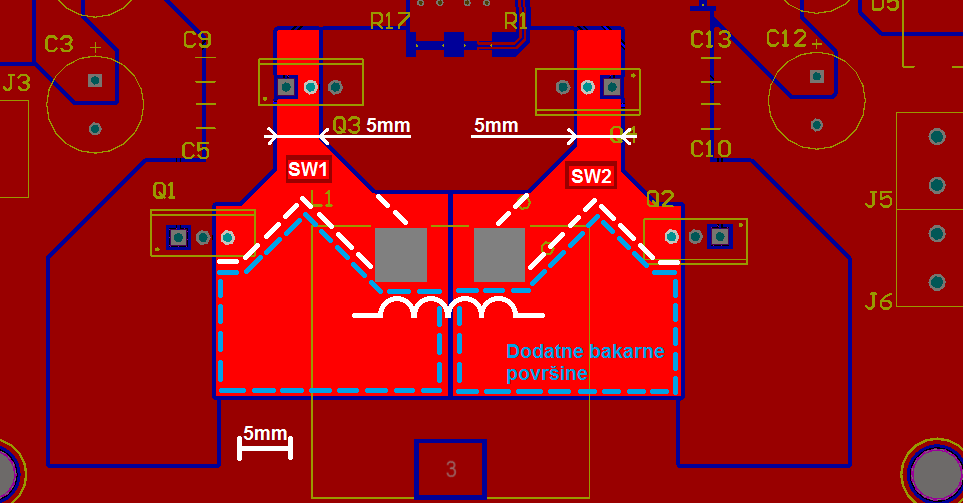 R17
R1
D5
C3
C9
C13
C12
J3
Q3
5mm
5mm
Q4
C5
C10
SW1
SW2
Q1
L1
Q2
J5
J6
Dodatne bakarne
površine
5mm
3